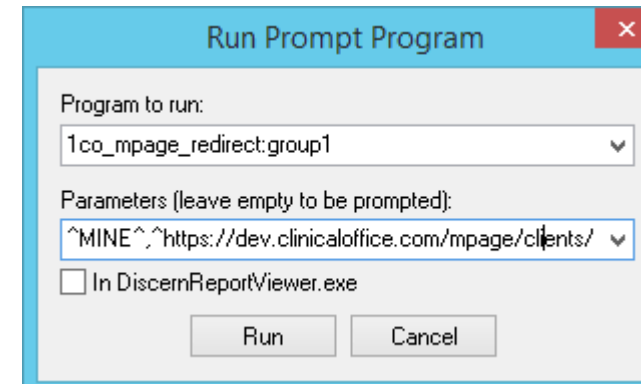 Run Prompt Program
Program to run:
1co_mpage_redirect:group1
Parameters (leave empty to be prompted):
^MINE^,^https://dev.clinicaloffice.com/mpage/clients/
In DiscernReportViewer.exe
Run
Cancel